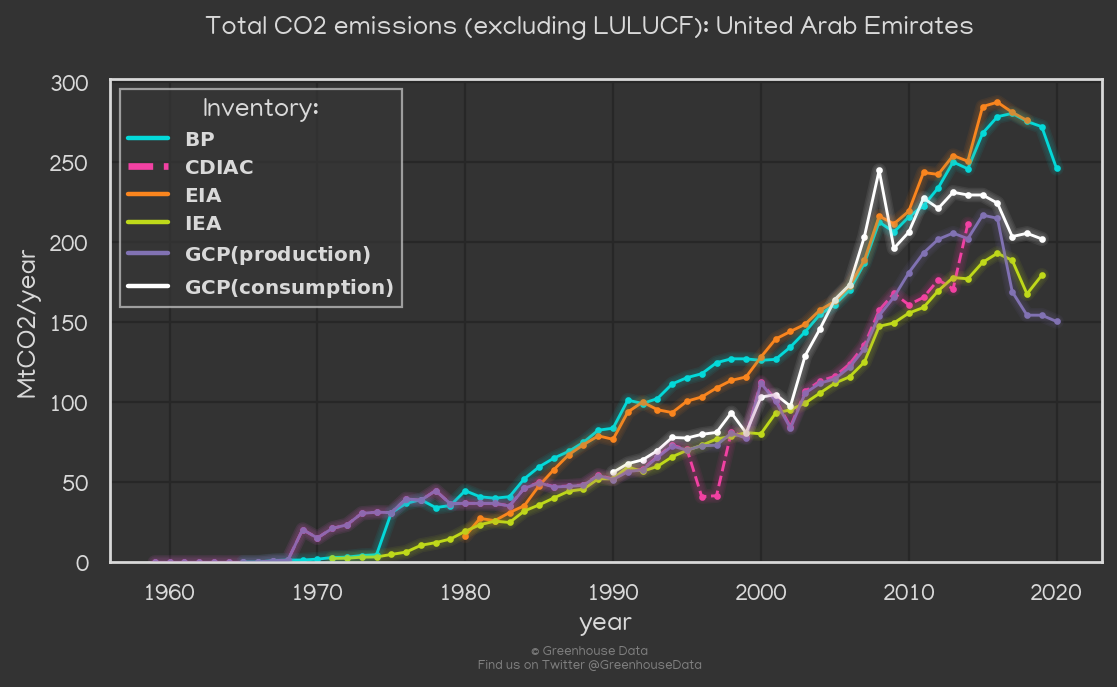 Total CO2 emissions (excluding LULUCF): United Arab Emirates
300
250
200
150
100
50
0
MtCO2/year
Inventory:
BP
CDIAC
EIA
IEA
GCP(production)
GCP(consumption)
1960 1970 1980 1990 2000 2010 2020
year
© Greenhouse Data
Find us on Twitter @GreenhouseData